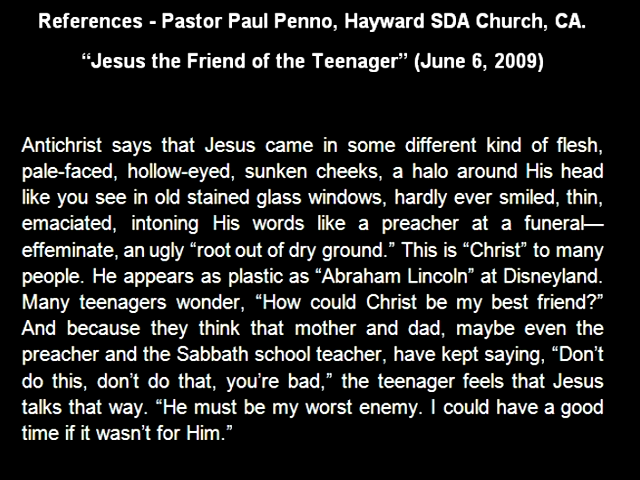 References - Pastor Paul Penno, Hayward SDA Church, CA.
“Jesus the Friend of the Teenager” (June 6, 2009)
Antichrist says that Jesus came in some different kind of flesh,
pale-faced, hollow-eyed, sunken cheeks, a halo around His head
like you see in old stained glass windows, hardly ever smiled, thin,
emaciated, intoning His words like a preacher at a funeral—
effeminate, an ugly “root out of dry ground.” This is “Christ” to many
people. He appears as plastic as “Abraham Lincoln” at Disneyland.
Many teenagers wonder, “How could Christ be my best friend?”
And because they think that mother and dad, maybe even the
preacher and the Sabbath school teacher, have kept saying, “Don’t
do this, don’t do that, you’re bad,” the teenager feels that Jesus
talks that way. “He must be my worst enemy. I could have a good
time if it wasn’t for Him.”